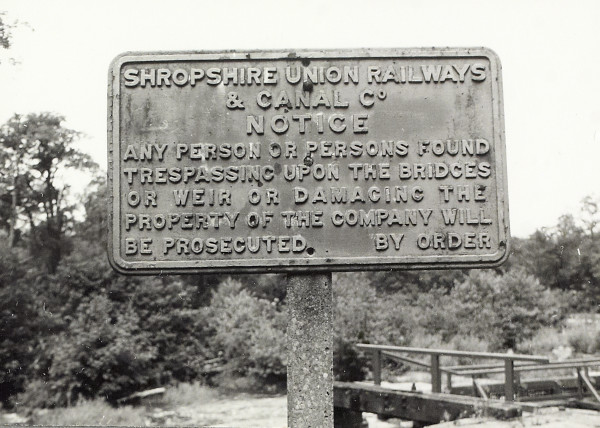 SHROPSHIRE UNION RAILWAYS
& CANAL Cº
NOTICE
ANY PERSON OR PERSONS FOUND
TRESPASSING UPON THE BRIDGES
OR WEIR OR DAMAGING THE
PROPERTY OF THE COMPANY WILL
BE PROSECUTED BY ORDER